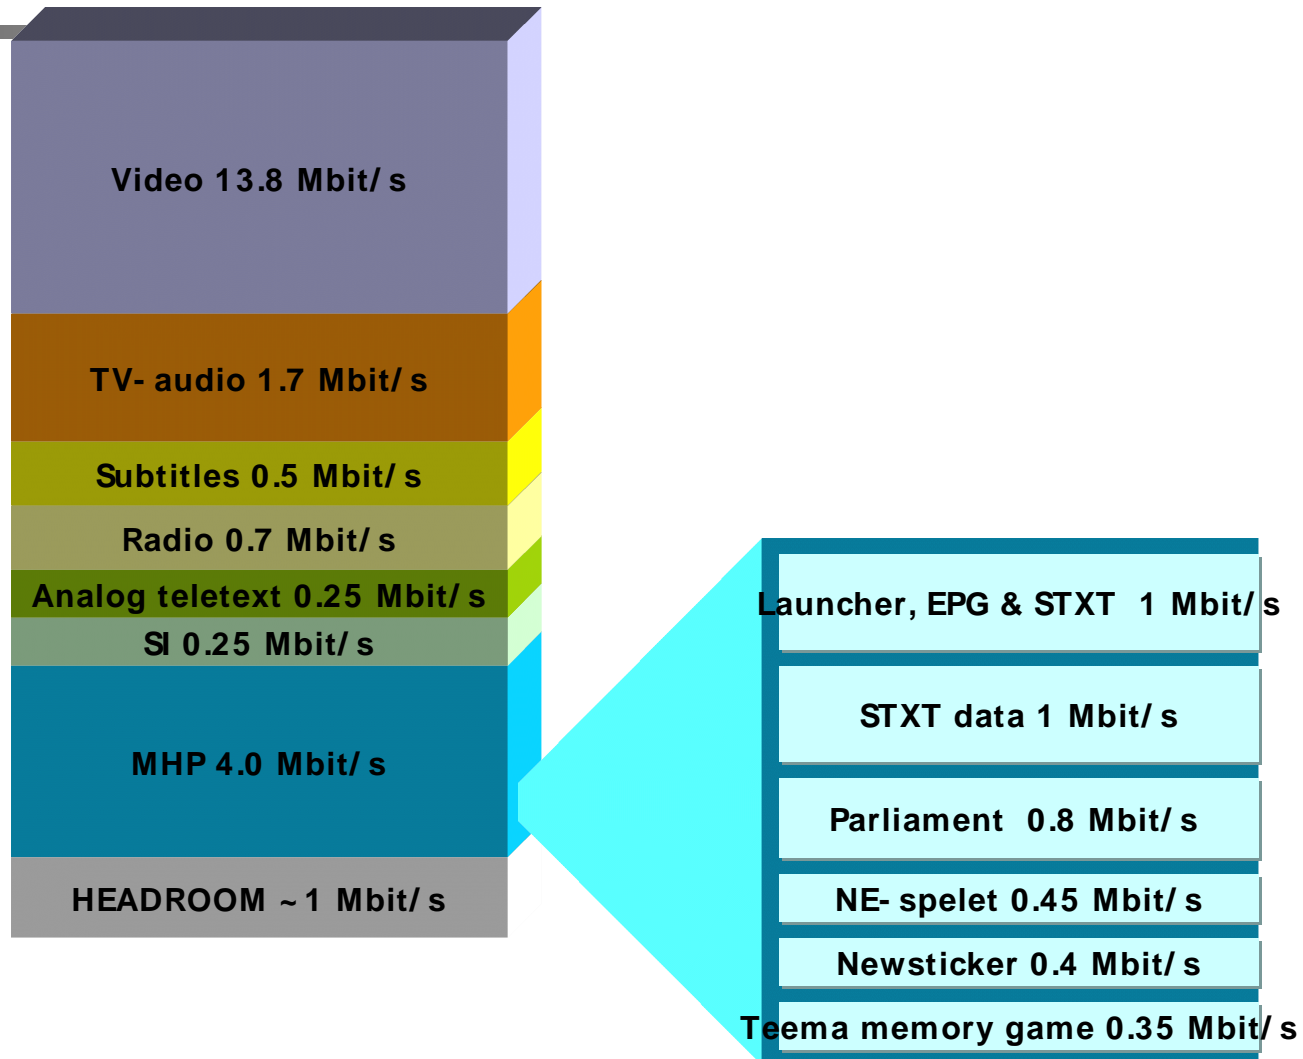 Video 13.8 Mbit/s
TV-audio 1.7 Mbit/s
Subtitles 0.5 Mbit/s
Radio 0.7 Mbit/s
Analog teletext 0.25 Mbit/s
SI 0.25 Mbit/s
MHP 4.0 Mbit/s
HEADROOM ~1 Mbit/s
Launcher, EPG & STXT 1 Mbit/s
STXT data 1 Mbit/s
Parliament 0.8 Mbit/s
NE-spelet 0.45 Mbit/s
Newsticker 0.4 Mbit/s
Teema memory game 0.35 Mbit/s